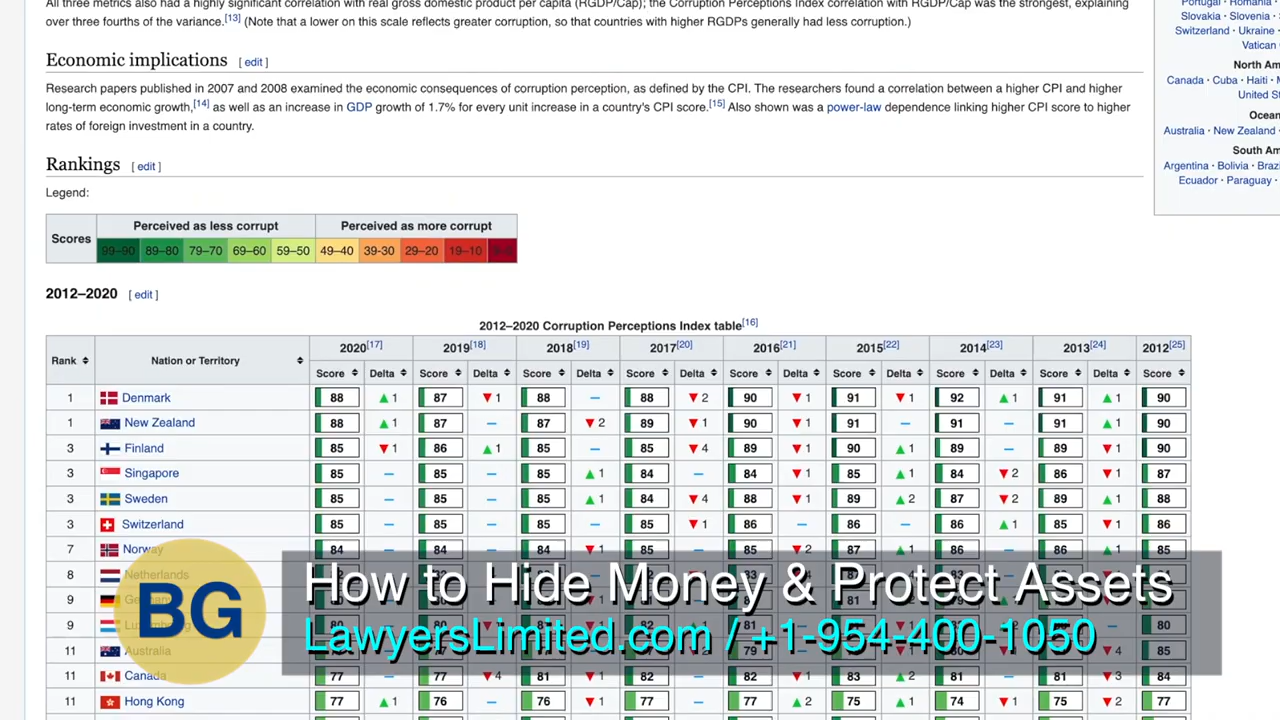 All three metrics also had a highly significant correlation with real gross domestic product per capita (RGDP/Cap); the Corruption Perceptions Index correlation with RGDP/Cap was the strongest, explaining
over three fourths of the variance.[13] (Note that a lower on this scale reflects greater corruption, so that countries with higher RGDPs generally had less corruption.)
Portugal · Romania ·
Slovakia · Slovenia · S
Switzerland · Ukraine ·
Vatican
North Am
Canada · Cuba · Haiti · M
United St
Ocean
Australia · New Zealand ·
South Am
Argentina · Bolivia · Brazi
Ecuador · Paraguay ·
Economic implications [ edit ]
Research papers published in 2007 and 2008 examined the economic consequences of corruption perception, as defined by the CPI. The researchers found a correlation between a higher CPI and higher
long-term economic growth,[14] as well as an increase in GDP growth of 1.7% for every unit increase in a country's CPI score.[15] Also shown was a power-law dependence linking higher CPI score to higher
rates of foreign investment in a country.
Rankings [ edit ]
Legend:
Scores Perceived as less corrupt Perceived as more corrupt
99–90 89–80 79–70 69–60 59–50 49–40 39-30 29–20 19–10
2012–2020 [ edit ]
2012–2020 Corruption Perceptions Index table[16]
Rank Nation or Territory 2020[17] 2019[18] 2018[19] 2017[20] 2016[21] 2015[22] 2014[23] 2013[24] 2012[25]
Score Delta Score Delta Score Delta Score Delta Score Delta Score Delta Score Delta Score Delta Score
1 Denmark 88 ▲1 87 ▼1 88 – 88 ▼2 90 ▼1 91 ▼1 92 ▲1 91 ▲1 90
1 New Zealand 88 ▲1 87 – 87 ▼2 89 ▼1 90 ▼1 91 – 91 – 91 ▲1 90
3 Finland 85 ▼1 86 ▲1 85 – 85 ▼4 89 ▼1 90 ▲1 89 – 89 ▼1 90
3 Singapore 85 – 85 – 85 ▲1 84 – 84 ▼1 85 ▲1 84 ▼2 86 ▼1 87
3 Sweden 85 – 85 – 85 ▲1 84 ▼4 88 ▼1 89 ▲2 87 ▼2 89 ▲1 88
3 Switzerland 85 – 85 – 85 – 85 ▼1 86 – 86 – 86 ▲1 85 ▼1 86
7 Norway 84 – 84 – 84 ▼1 85 – 85 ▼2 87 ▲1 86 – 86 ▲1 85
8 Netherlands
9 Germany
9 80
11 Australia 79 85
11 Canada 77 – 77 ▼4 81 ▼1 82 – 82 ▼1 83 ▲2 81 – 81 ▼3 84
11 Hong Kong 77 ▲1 76 – 76 ▼1 77 – 77 ▲2 75 ▲1 74 ▼1 75 ▼2 77
BG
How to Hide Money & Protect Assets
LawyersLimited.com / +1-954-400-1050